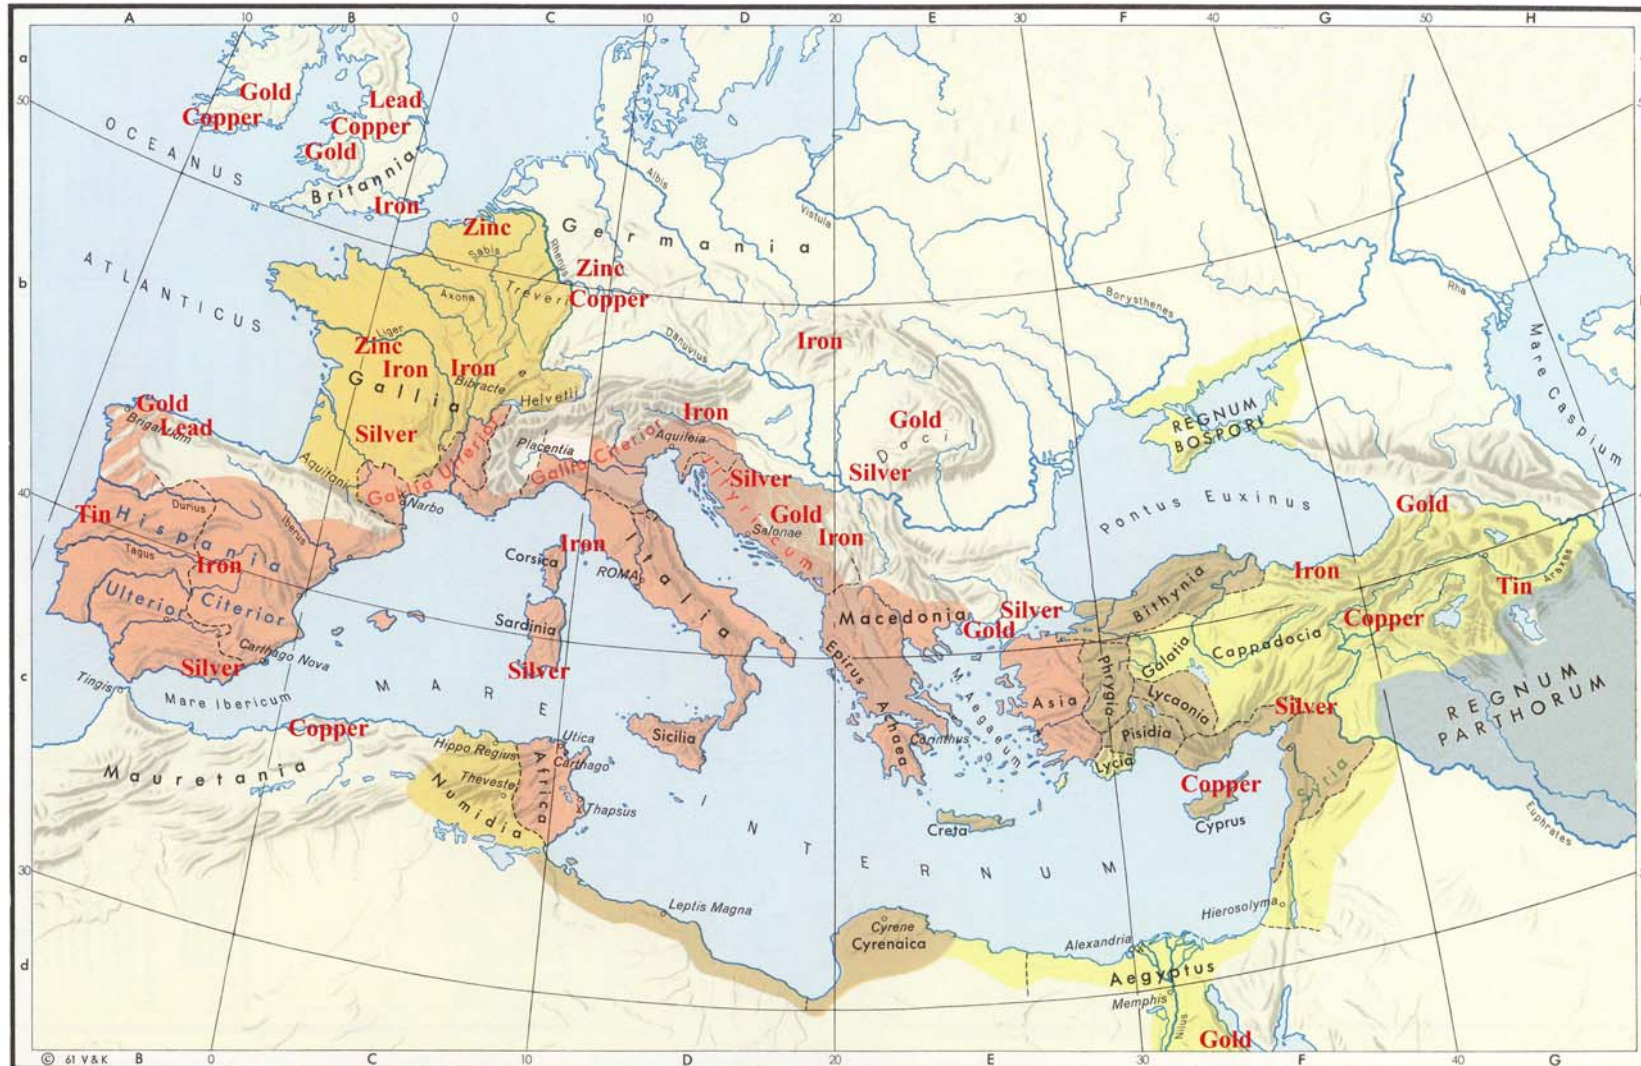 A 10 B 0 C 10 D 20 E 30 F 40 G 50 H
a
50
OCEANUS
ATLANTICUS
Gold
Copper
Lead
Copper
Gold
Britannia
Iron
Zinc
Sabis
Rhenus
Germania
Albis
Vistula
Zinc
Copper
b
Axona
Treveri
Borysthenes
Rha
Mare Caspium
Liger
Zinc
Iron
Iron
Bibracte
Gallia
Helvetii
Danuvius
Iron
Silver
Gold
Lead
Brigantium
Aquitani
Gallia Ulterior
Narbo
Placentia
Gallia Citerior
Aquileia
Iron
Gold
Daci
Silver
REGNUM
BOSPORI
40
Tin
Hispania
Durius
Iberus
Tagus
Iron
Ulterior
Citerior
Silver
Illyricum
Gold
Salonae
Iron
Pontus Euxinus
Gold
Corsica
Iron
ROMA
Italia
Sardinia
Silver
Macedonia
Silver
Gold
Bithynia
Iron
Tin
Araxes
Copper
Epirus
Galatia
Cappadocia
c
Carthago Nova
Silver
Tingis
Mare Ibericum
MARE
INTERNUM
Phrygia
Lycaonia
Asia
Pisidia
Lycia
Silver
REGNUM
PARTHORUM
Achaea
Corinthus
M. Aegaeum
Sicilia
Copper
Mauretania
Hippo Regius
Utica
Carthago
Theveste
Africa
Numidia
Thapsus
Creta
Copper
Cyprus
Syria
Euphrates
30
Leptis Magna
Cyrene
Cyrenaica
Hierosolyma
Alexandria
Aegyptus
Memphis
Nilus
Gold
d
© 61 V & K B 0 C 10 D 20 E 30 F 40 G